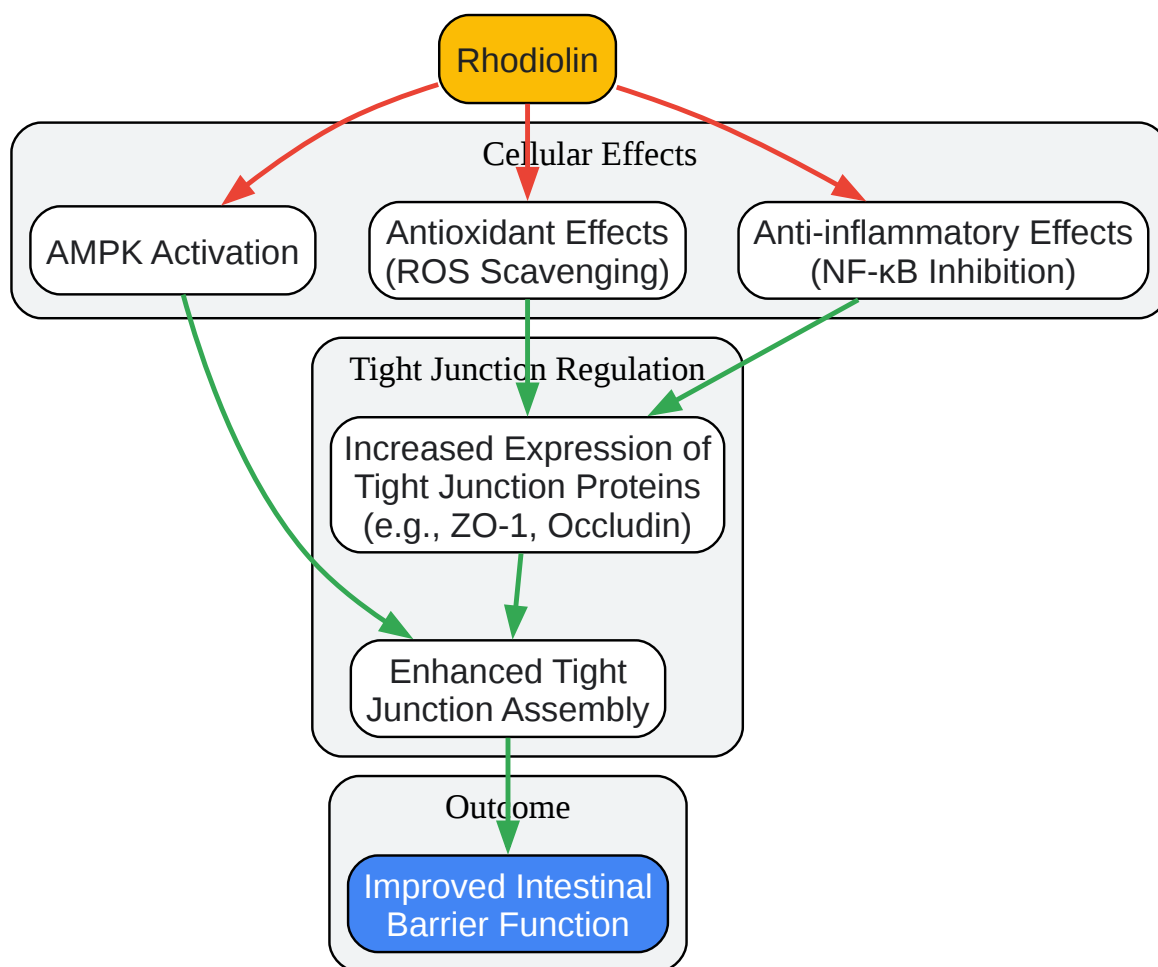 Rhodiolin
Cellular Effects
AMPK Activation
Antioxidant Effects
(ROS Scavenging)
Anti-inflammatory Effects
(NF-κB Inhibition)
Tight Junction Regulation
Increased Expression of
Tight Junction Proteins
(e.g., ZO-1, Occludin)
Enhanced Tight
Junction Assembly
Outcome
Improved Intestinal
Barrier Function